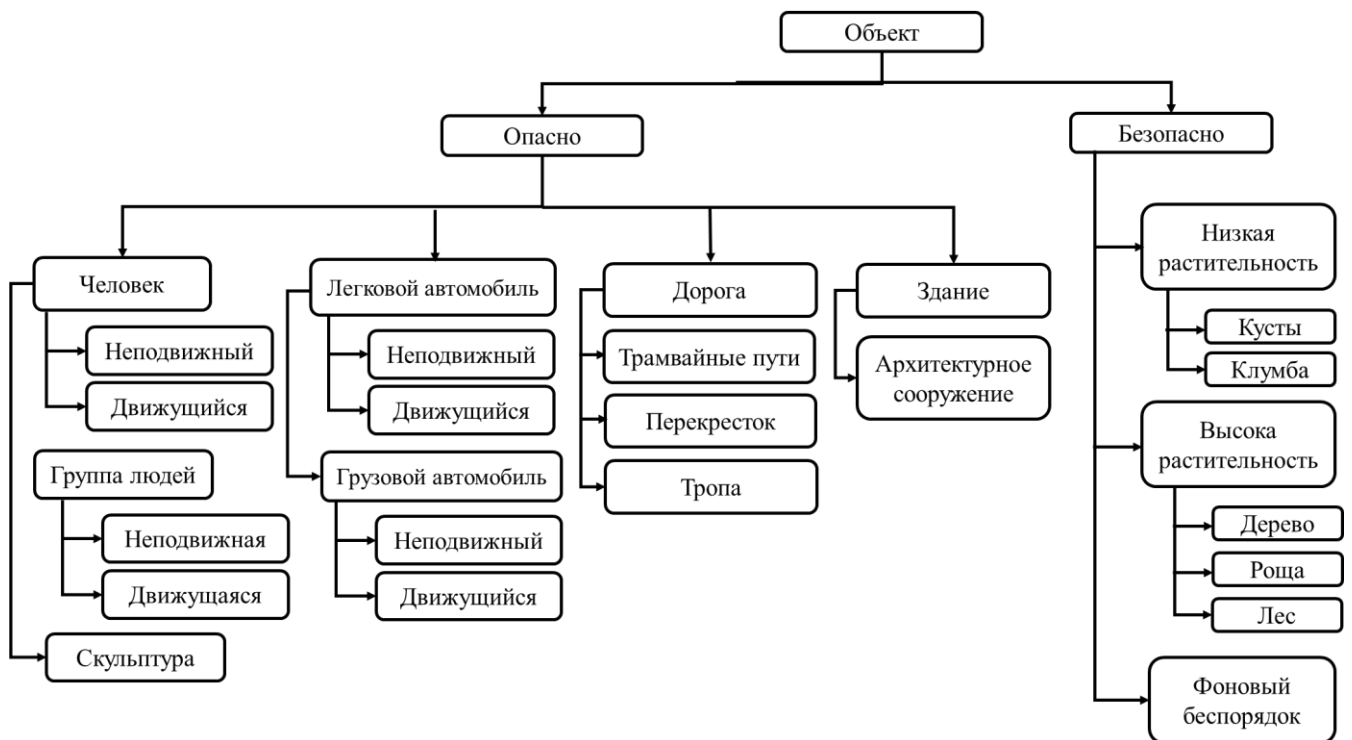 Объект
Опасно
Безопасно
Человек
Неподвижный
Движущийся
Группа людей
Неподвижная
Движущаяся
Скульптура
Легковой автомобиль
Неподвижный
Движущийся
Грузовой автомобиль
Неподвижный
Движущийся
Дорога
Трамвайные пути
Перекресток
Тропа
Здание
Архитектурное
сооружение
Низкая
растительность
Кусты
Клумба
Высока
растительность
Дерево
Роща
Лес
Фоновый
беспорядок